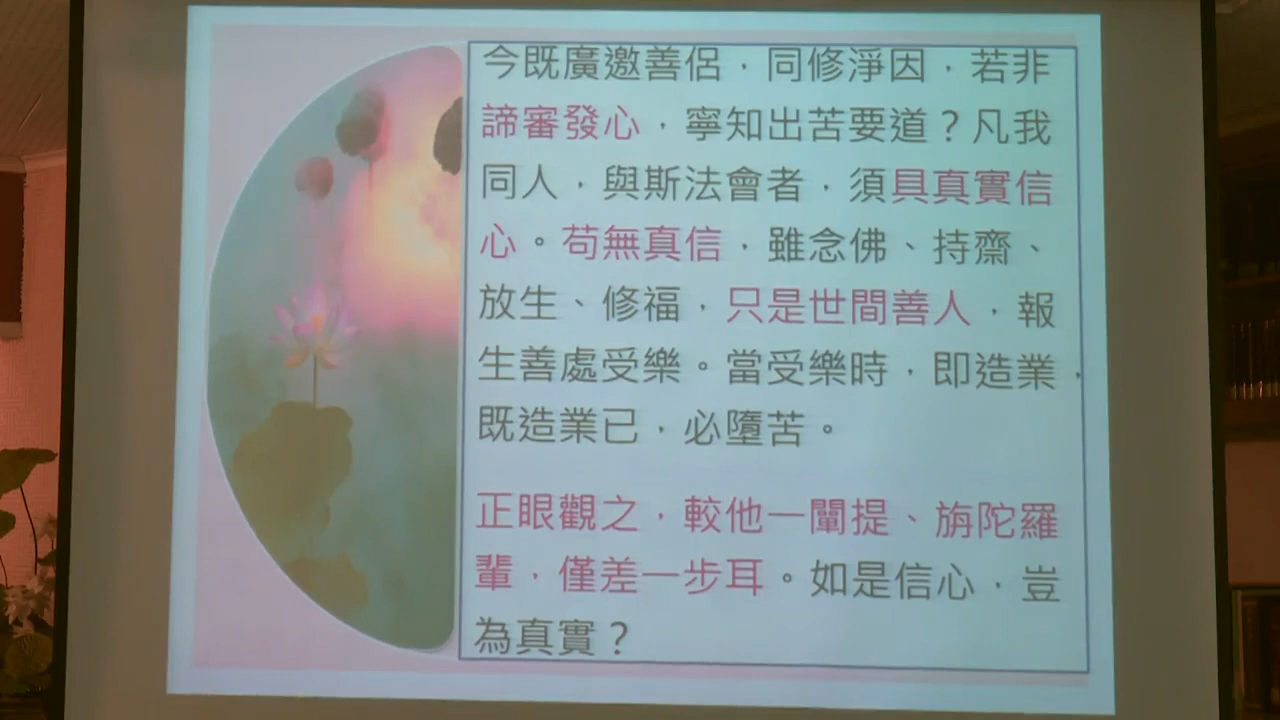 今既廣邀善侶，同修淨因，若非
諦審發心，寧知出苦要道？凡我
同人，與斯法會者，須具真實信
心。苟無真信，雖念佛、持齋、
放生、修福，只是世間善人，報
生善處受樂。當受樂時，即造業，
既造業已，必墮苦。
正眼觀之，較他一闡提、旃陀羅
輩，僅差一步耳。如是信心，豈
為真實？